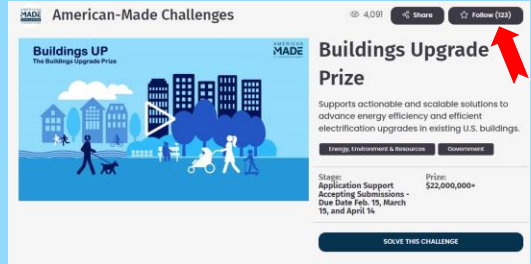 AMERICAN
MADE
American-Made Challenges
4,091
Share
Follow (123)
Buildings UP
The Buildings Upgrade Prize
AMERICAN
MADE
Buildings Upgrade
Prize
Supports actionable and scalable solutions to
advance energy efficiency and efficient
electrification upgrades in existing U.S. buildings.
Energy, Environment & Resources
Government
Stage:
Application Support
Accepting Submissions -
Due Date Feb. 15, March
15, and April 14
Prize:
$22,000,000+
SOLVE THIS CHALLENGE